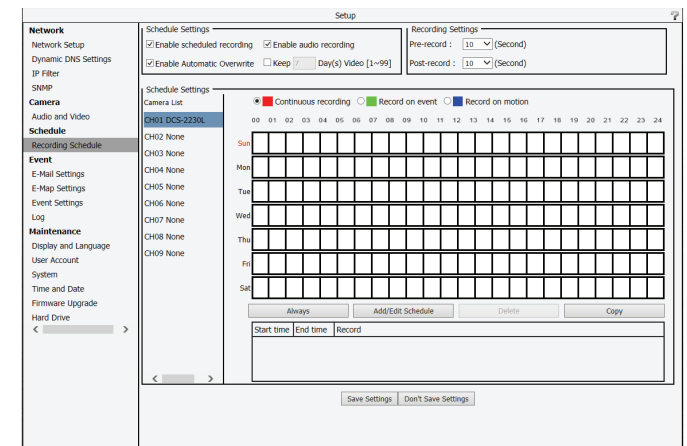 Setup
?
Network
Network Setup
Dynamic DNS Settings
IP Filter
SNMP
Camera
Audio and Video
Schedule
Recording Schedule
Event
E-Mail Settings
E-Map Settings
Event Settings
Log
Maintenance
Display and Language
User Account
System
Time and Date
Firmware Upgrade
Hard Drive
Schedule Settings
Enable scheduled recording Enable audio recording
Enable Automatic Overwrite Keep 7 Day(s) Video [1~99]
Recording Settings
Pre-record : 10 (Second)
Post-record : 10 (Second)
Schedule Settings
Camera List
CH01 DCS-2230L
CH02 None
CH03 None
CH04 None
CH05 None
CH06 None
CH07 None
CH08 None
CH09 None
Continuous recording Record on event Record on motion
00 01 02 03 04 05 06 07 08 09 10 11 12 13 14 15 16 17 18 19 20 21 22 23 24
Sun
Mon
Tue
Wed
Thu
Fri
Sat
Always Add/Edit Schedule Delete Copy
Start time End time Record
Save Settings Don't Save Settings